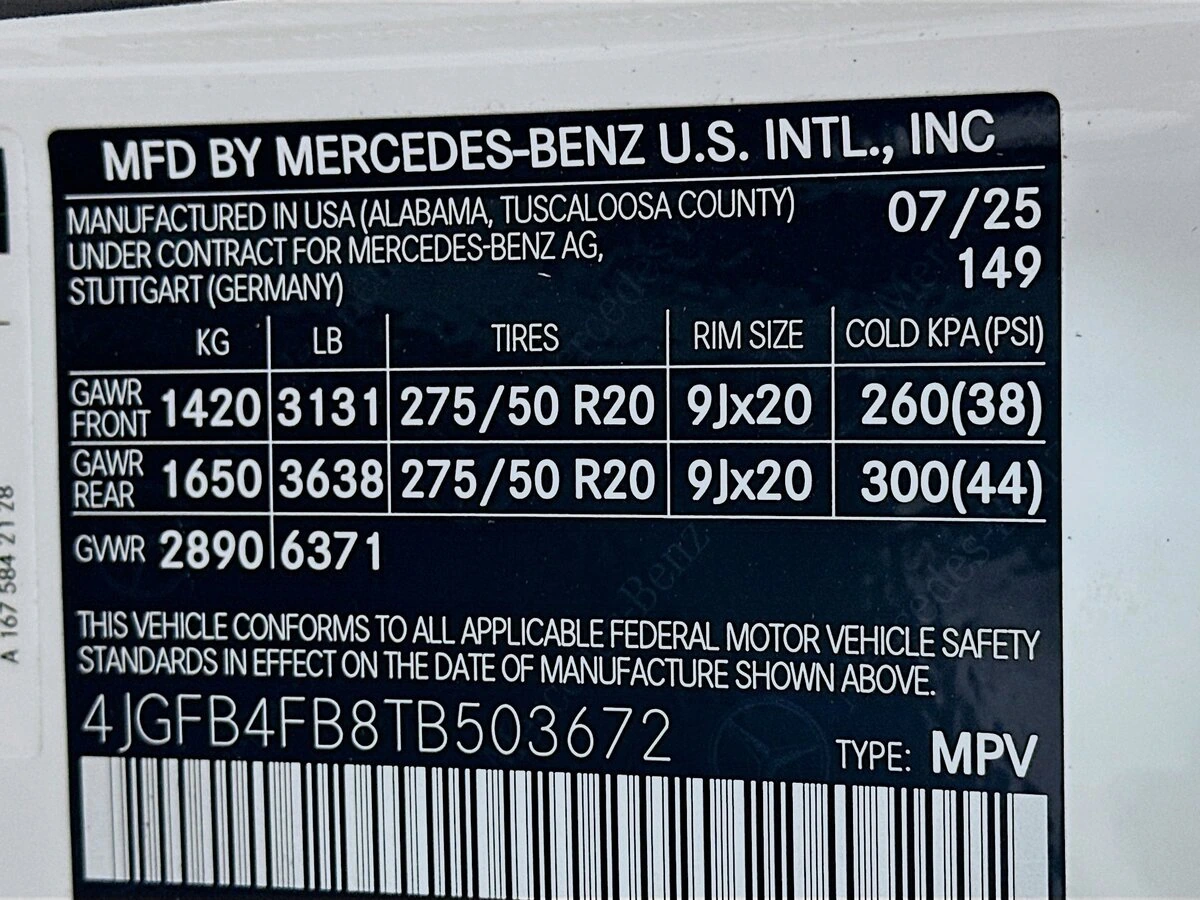 MFD BY MERCEDES-BENZ U.S. INTL., INC
MANUFACTURED IN USA (ALABAMA, TUSCALOOSA COUNTY) 07/25
UNDER CONTRACT FOR MERCEDES-BENZ AG,
STUTTGART (GERMANY) 149
KG LB TIRES RIM SIZE COLD KPA (PSI)
GAWR FRONT 1420 3131 275/50 R20 9Jx20 260(38)
GAWR REAR 1650 3638 275/50 R20 9Jx20 300(44)
GVWR 2890 6371
THIS VEHICLE CONFORMS TO ALL APPLICABLE FEDERAL MOTOR VEHICLE SAFETY
STANDARDS IN EFFECT ON THE DATE OF MANUFACTURE SHOWN ABOVE.
4JGFB4FB8TB503672
TYPE: MPV
A 167 584 21 28